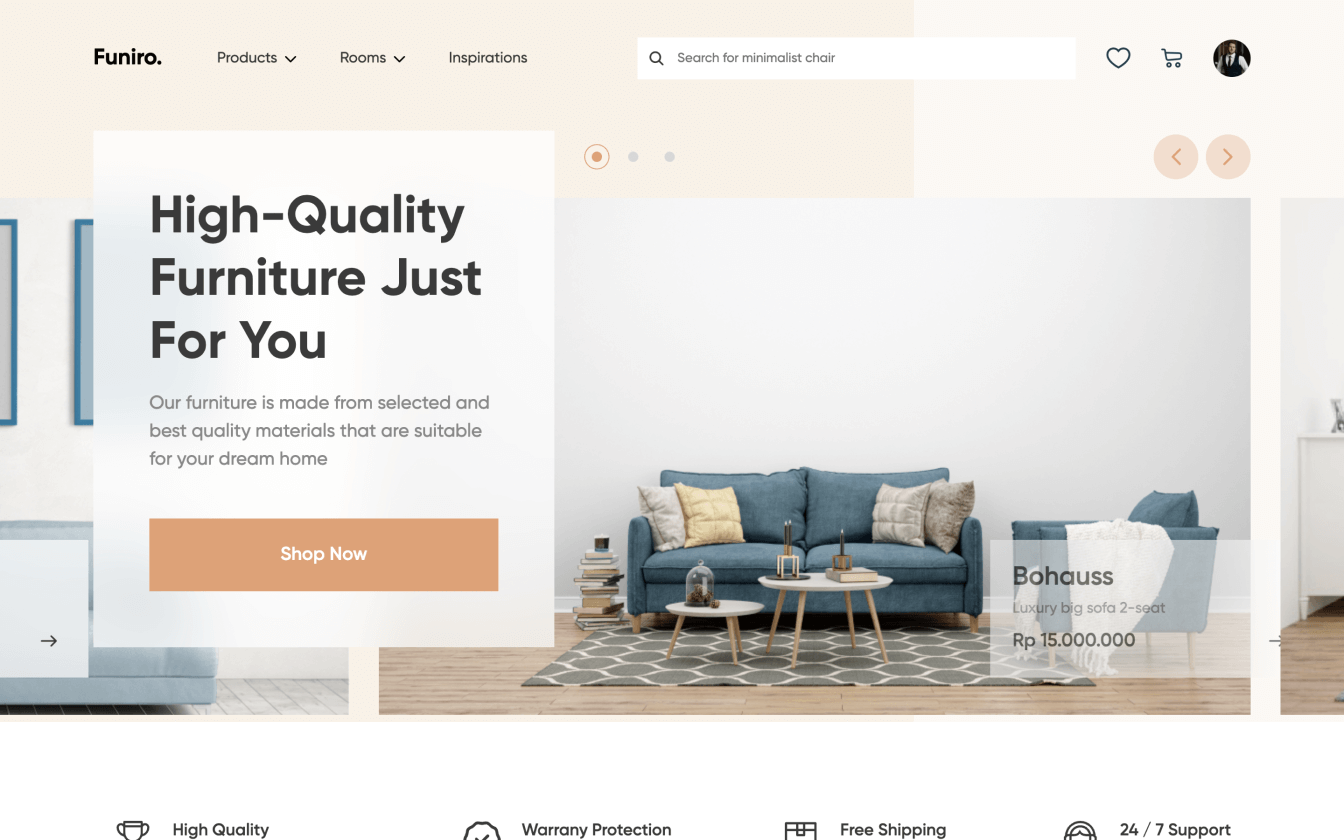 Funiro.
Products
Rooms
Inspirations
Search for minimalist chair
High-Quality
Furniture Just
For You
Our furniture is made from selected and
best quality materials that are suitable
for your dream home
Shop Now
Bohauss
Luxury big sofa 2-seat
Rp 15.000.000
High Quality
Warrany Protection
Free Shipping
24 / 7 Support